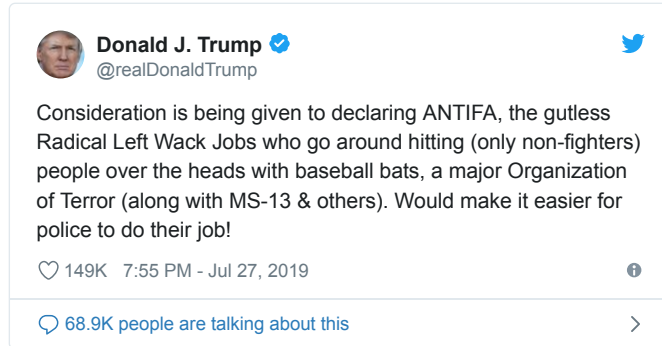 Donald J. Trump
@realDonaldTrump
Consideration is being given to declaring ANTIFA, the gutless
Radical Left Wack Jobs who go around hitting (only non-fighters)
people over the heads with baseball bats, a major Organization
of Terror (along with MS-13 & others). Would make it easier for
police to do their job!
149K 7:55 PM - Jul 27, 2019
68.9K people are talking about this